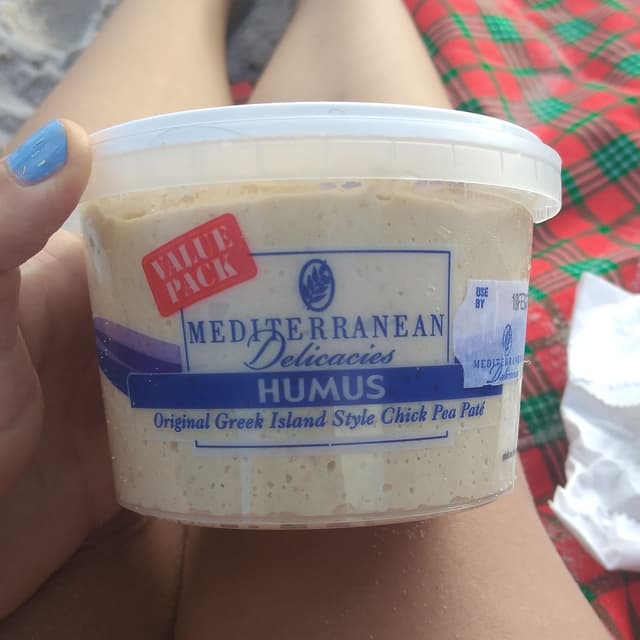 VALUE
PACK
MEDITERRANEAN
Delicacies
HUMUS
Original Greek Island Style Chick Pea Paté
USE
BY